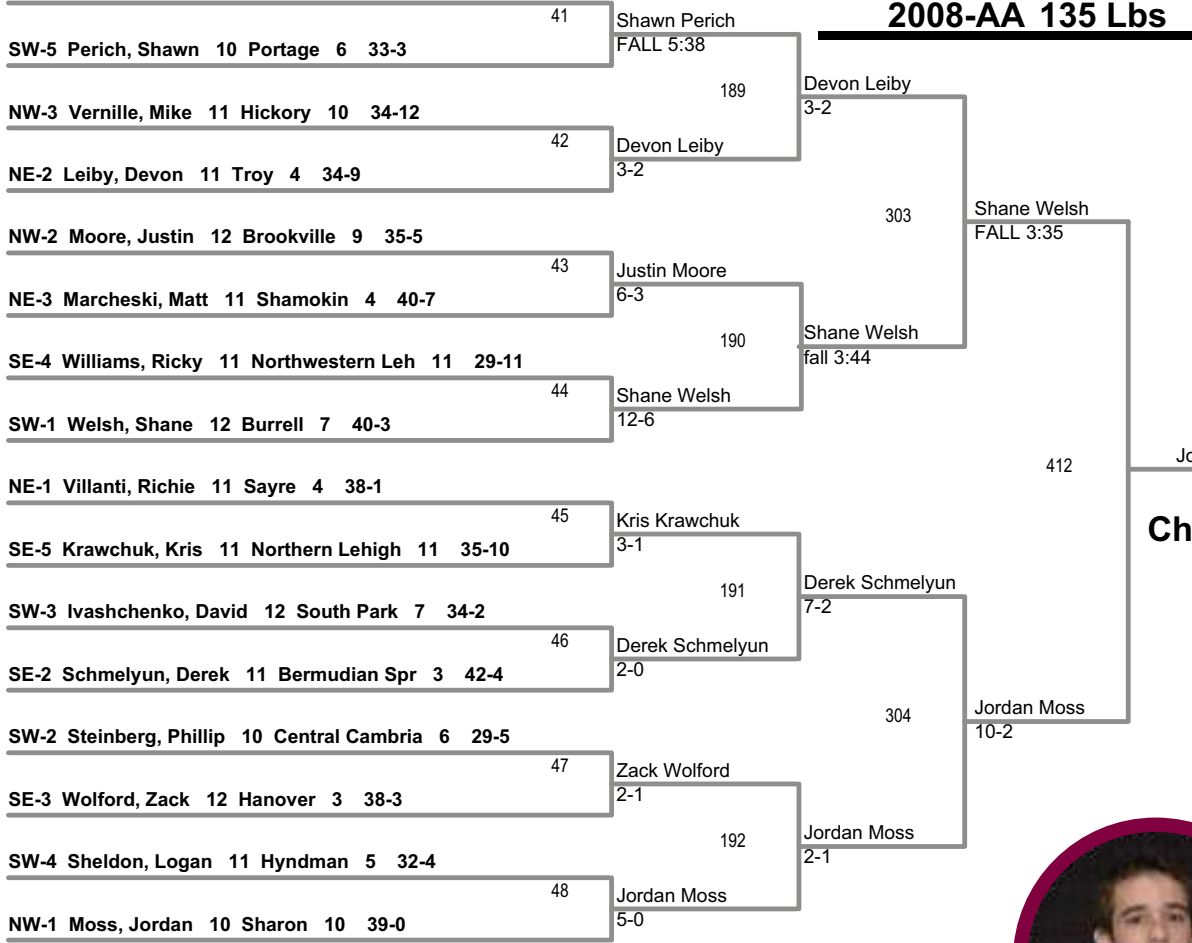 2008-AA 135 Lbs
41
Shawn Perich
FALL 5:38
SW-5 Perich, Shawn 10 Portage 6 33-3
189
Devon Leiby
3-2
NW-3 Vernille, Mike 11 Hickory 10 34-12
42
Devon Leiby
3-2
NE-2 Leiby, Devon 11 Troy 4 34-9
303
Shane Welsh
FALL 3:35
NW-2 Moore, Justin 12 Brookville 9 35-5
43
Justin Moore
6-3
NE-3 Marcheski, Matt 11 Shamokin 4 40-7
190
Shane Welsh
fall 3:44
SE-4 Williams, Ricky 11 Northwestern Leh 11 29-11
44
Shane Welsh
12-6
SW-1 Welsh, Shane 12 Burrell 7 40-3
412
Jo
NE-1 Villanti, Richie 11 Sayre 4 38-1
45
Kris Krawchuk
3-1
Ch
SE-5 Krawchuk, Kris 11 Northern Lehigh 11 35-10
191
Derek Schmelyun
7-2
SW-3 Ivashchenko, David 12 South Park 7 34-2
46
Derek Schmelyun
2-0
SE-2 Schmelyun, Derek 11 Bermudian Spr 3 42-4
304
Jordan Moss
10-2
SW-2 Steinberg, Phillip 10 Central Cambria 6 29-5
47
Zack Wolford
2-1
SE-3 Wolford, Zack 12 Hanover 3 38-3
192
Jordan Moss
2-1
SW-4 Sheldon, Logan 11 Hyndman 5 32-4
48
Jordan Moss
5-0
NW-1 Moss, Jordan 10 Sharon 10 39-0